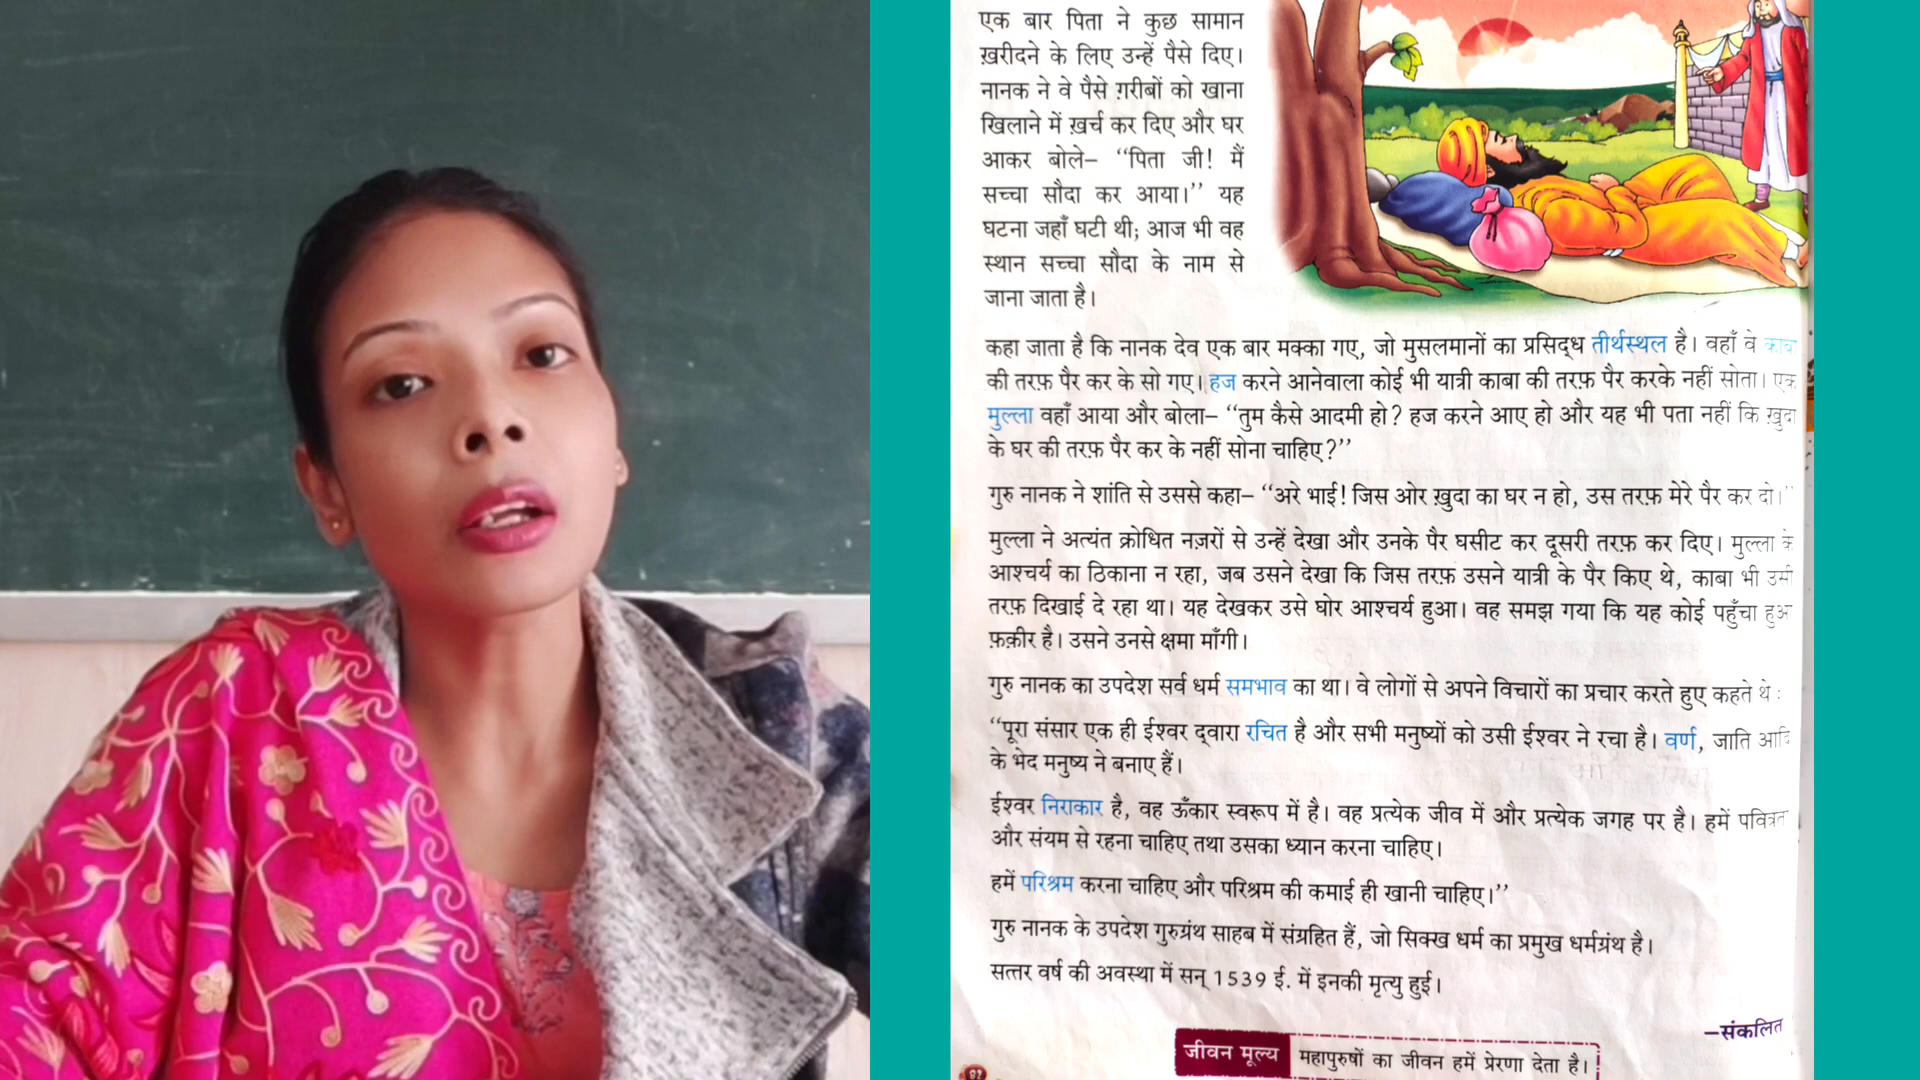 एक बार पिता ने कुछ सामान
ख़रीदने के लिए उन्हें पैसे दिए।
नानक ने वे पैसे ग़रीबों को खाना
खिलाने में ख़र्च कर दिए और घर
आकर बोले– “पिता जी! मैं
सच्चा सौदा कर आया।” यह
घटना जहाँ घटी थी; आज भी वह
स्थान सच्चा सौदा के नाम से
जाना जाता है।
कहा जाता है कि नानक देव एक बार मक्का गए, जो मुसलमानों का प्रसिद्ध तीर्थस्थल है। वहाँ वे
की तरफ़ पैर कर के सो गए। हज करने आनेवाला कोई भी यात्री काबा की तरफ़ पैर करके नहीं सोता। एक
मुल्ला वहाँ आया और बोला– “तुम कैसे आदमी हो? हज करने आए हो और यह भी पता नहीं कि ख़ुदा
के घर की तरफ़ पैर कर के नहीं सोना चाहिए?”
गुरु नानक ने शांति से उससे कहा– “अरे भाई! जिस ओर ख़ुदा का घर न हो, उस तरफ़ मेरे पैर कर दो।”
मुल्ला ने अत्यंत क्रोधित नज़रों से उन्हें देखा और उनके पैर घसीट कर दूसरी तरफ़ कर दिए। मुल्ला के
आश्चर्य का ठिकाना न रहा, जब उसने देखा कि जिस तरफ़ उसने यात्री के पैर किए थे, काबा भी उसी
तरफ़ दिखाई दे रहा था। यह देखकर उसे घोर आश्चर्य हुआ। वह समझ गया कि यह कोई पहुँचा हुआ
फ़क़ीर है। उसने उनसे क्षमा माँगी।
गुरु नानक का उपदेश सर्व धर्म समभाव का था। वे लोगों से अपने विचारों का प्रचार करते हुए कहते थे :
“पूरा संसार एक ही ईश्वर द्वारा रचित है और सभी मनुष्यों को उसी ईश्वर ने रचा है। वर्ण, जाति आदि
के भेद मनुष्य ने बनाए हैं।
ईश्वर निराकार है, वह ऊँकार स्वरूप में है। वह प्रत्येक जीव में और प्रत्येक जगह पर है। हमें पवित्रता
और संयम से रहना चाहिए तथा उसका ध्यान करना चाहिए।
हमें परिश्रम करना चाहिए और परिश्रम की कमाई ही खानी चाहिए।”
गुरु नानक के उपदेश गुरुग्रंथ साहब में संग्रहित हैं, जो सिक्ख धर्म का प्रमुख धर्मग्रंथ है।
सत्तर वर्ष की अवस्था में सन् 1539 ई. में इनकी मृत्यु हुई।
–संकलित
जीवन मूल्य महापुरुषों का जीवन हमें प्रेरणा देता है।